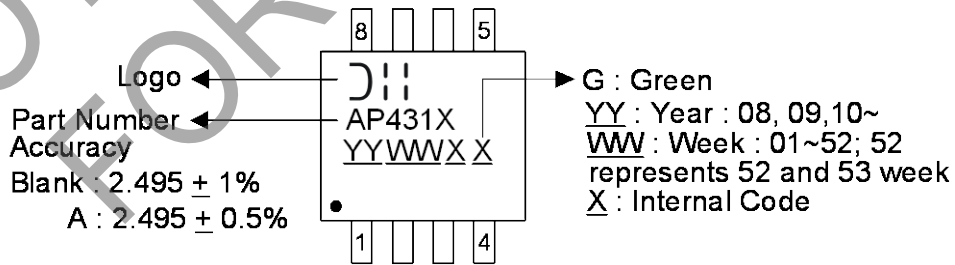 8 5
Logo
AP431X
YYWWX X
Part Number
Accuracy
Blank : 2.495 ± 1%
A : 2.495 ± 0.5%
1 4
G : Green
YY : Year : 08, 09,10~
WW : Week : 01~52; 52
represents 52 and 53 week
X : Internal Code
FOR